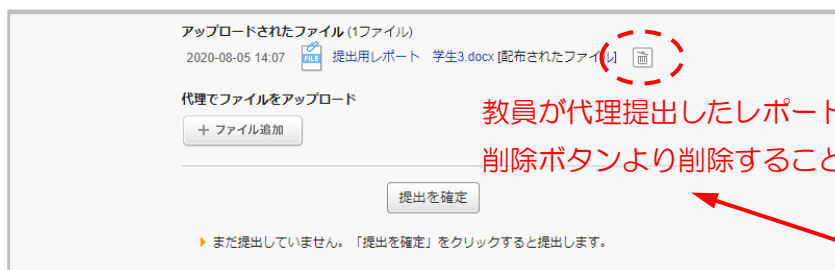 アップロードされたファイル (1ファイル)
2020-08-05 14:07 FILE 提出用レポート 学生3.docx [配布されたファイル]
代理でファイルをアップロード
+ ファイル追加
教員が代理提出したレポート
削除ボタンより削除すること
提出を確定
まだ提出していません。「提出を確定」をクリックすると提出します。